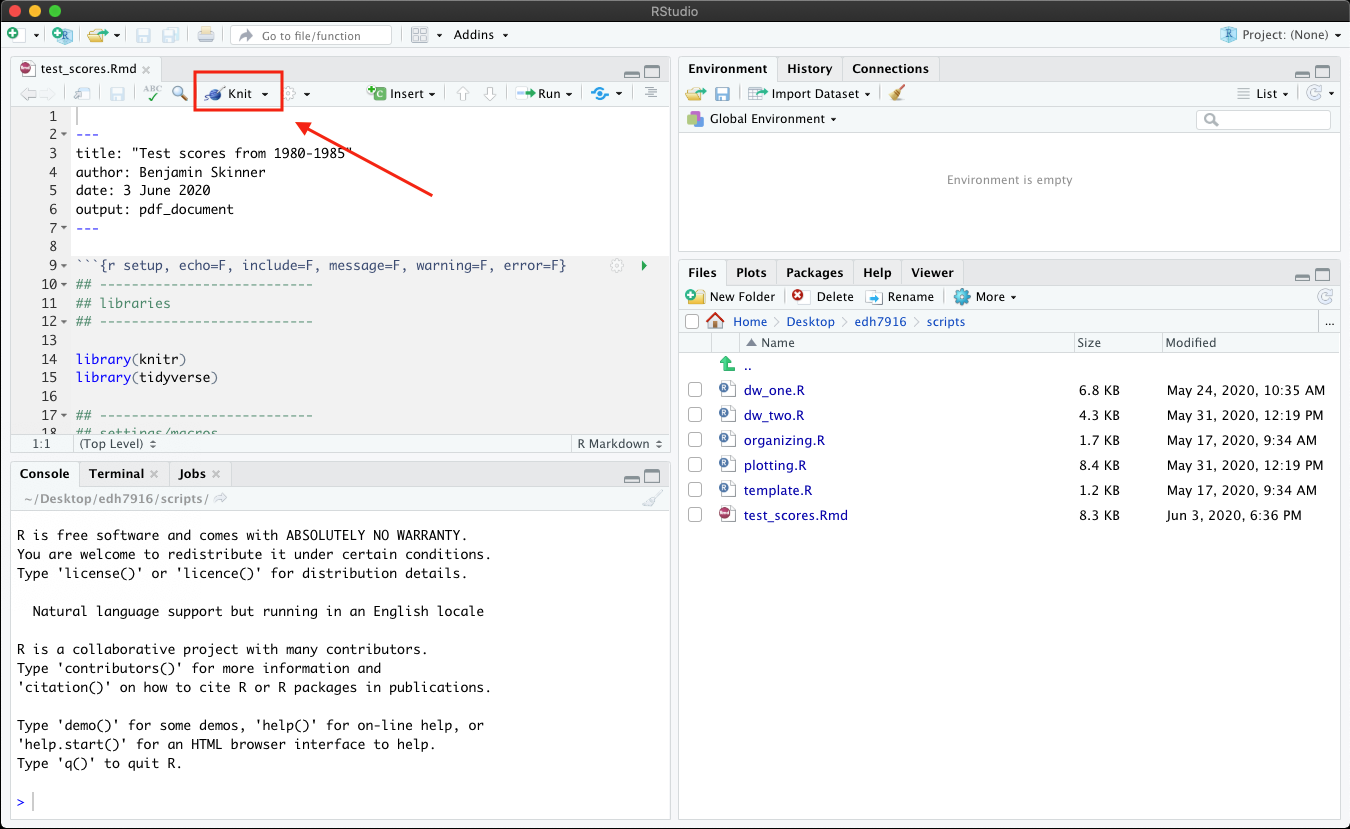 RStudio
Go to file/function
Addins
Project: (None)
test_scores.Rmd
ABC
Knit
Insert
Run
1
2 ---
3 title: "Test scores from 1980-1985"
4 author: Benjamin Skinner
5 date: 3 June 2020
6 output: pdf_document
7 ---
8
9 ```{r setup, echo=F, include=F, message=F, warning=F, error=F}
10 ## ---------------------------
11 ## libraries
12 ## ---------------------------
13
14 library(knitr)
15 library(tidyverse)
16
17 ## ---------------------------
18 ## settings/macros
1:1 (Top Level) R Markdown
Console Terminal Jobs
~/Desktop/edh7916/scripts/
R is free software and comes with ABSOLUTELY NO WARRANTY.
You are welcome to redistribute it under certain conditions.
Type 'license()' or 'licence()' for distribution details.
Natural language support but running in an English locale
R is a collaborative project with many contributors.
Type 'contributors()' for more information and
'citation()' on how to cite R or R packages in publications.
Type 'demo()' for some demos, 'help()' for on-line help, or
'help.start()' for an HTML browser interface to help.
Type 'q()' to quit R.
>
Environment History Connections
Import Dataset List
Global Environment
Environment is empty
Files Plots Packages Help Viewer
New Folder Delete Rename More
Home Desktop edh7916 scripts ...
Name Size Modified
..
dw_one.R 6.8 KB May 24, 2020, 10:35 AM
dw_two.R 4.3 KB May 31, 2020, 12:19 PM
organizing.R 1.7 KB May 17, 2020, 9:34 AM
plotting.R 8.4 KB May 31, 2020, 12:19 PM
template.R 1.2 KB May 17, 2020, 9:34 AM
test_scores.Rmd 8.3 KB Jun 3, 2020, 6:36 PM